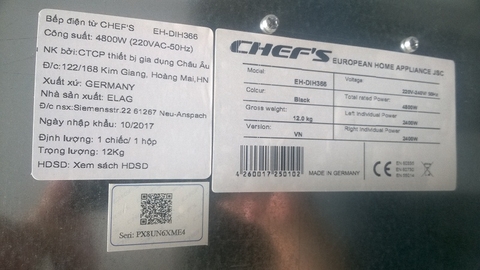 Bếp điện từ CHEF'S EH-DIH366
Công suất: 4800W (220VAC-50Hz)
NK bởi: CTCP thiết bị gia dụng Châu Âu
Đ/c:122/168 Kim Giang, Hoàng Mai,HN
Xuất xứ: GERMANY
Nhà sản xuất: ELAG
Đ/c nsx:Siemensstr.22 61267 Neu-Anspach
Ngày nhập khẩu: 10/2017
Định lượng: 1 chiếc/ 1 hộp
Trọng lượng: 12Kg
HDSD: Xem sách HDSD
Seri: PX8UN6XME4
CHEF'S EUROPEAN HOME APPLIANCE JSC
Model EH-DIH366
Colour: Black
Gross weight: 12.0 kg
Version: VN
Voltage
Total rated Power 4800W
Left individual Power 2400W
Right individual Power 2400W
4260017250102
MADE IN GERMANY
CE